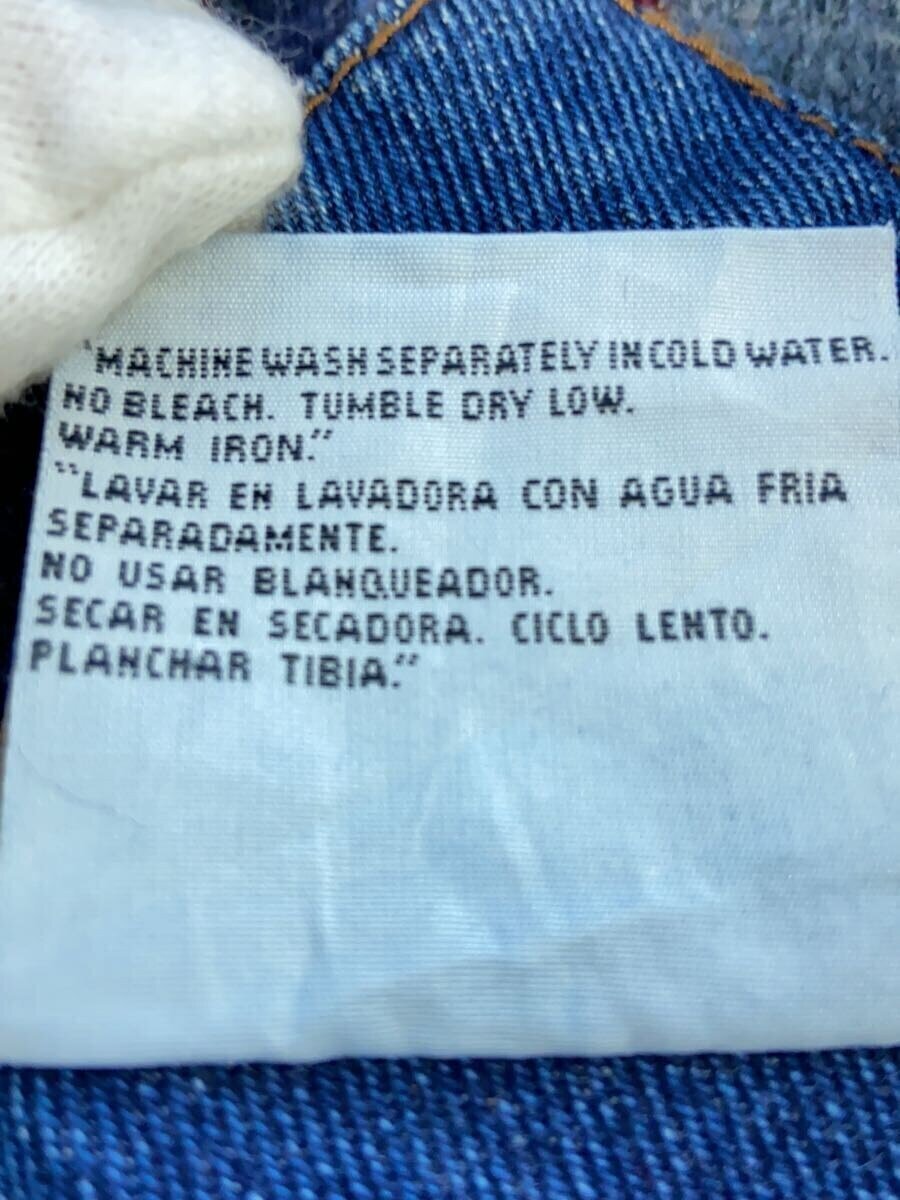 "MACHINE WASH SEPARATELY IN COLD WATER.
NO BLEACH. TUMBLE DRY LOW.
WARM IRON."
"LAVAR EN LAVADORA CON AGUA FRIA
SEPARADAMENTE.
NO USAR BLANQUEADOR.
SECAR EN SECADORA. CICLO LENTO.
PLANCHAR TIBIA."